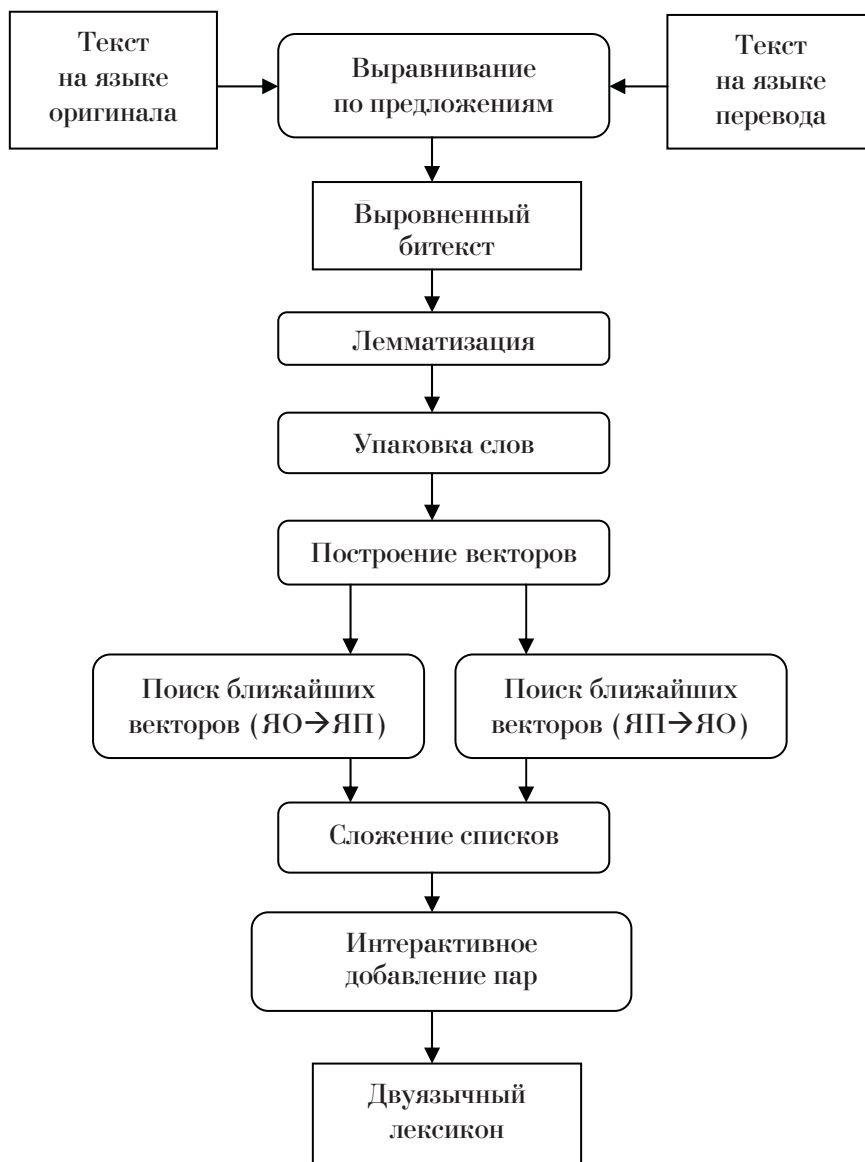 Текст
на языке
оригинала
Выравнивание
по предложениям
Текст
на языке
перевода
Выровненный
битекст
Лемматизация
Упаковка слов
Построение векторов
Поиск ближайших
векторов (ЯО→ЯП)
Поиск ближайших
векторов (ЯП→ЯО)
Сложение списков
Интерактивное
добавление пар
Двуязычный
лексикон